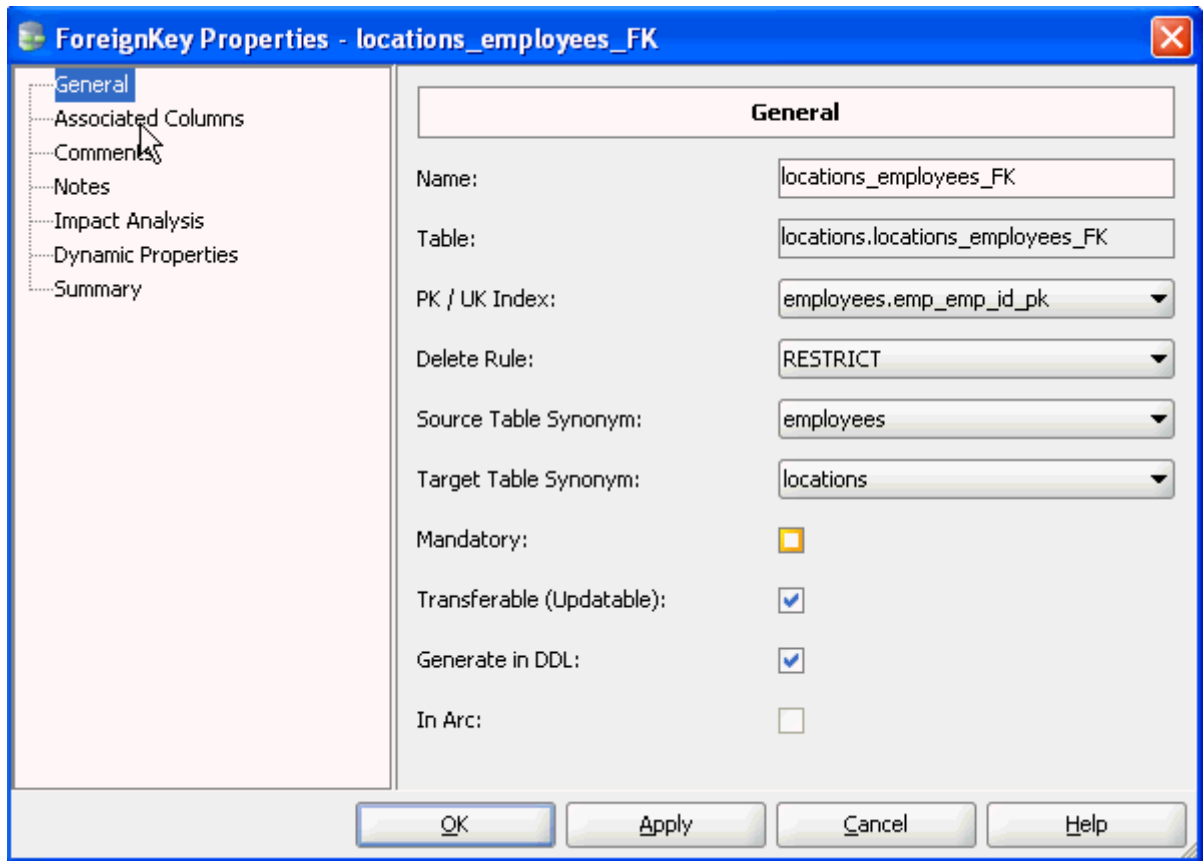 ForeignKey Properties - locations_employees_FK
General
Associated Columns
Comments
Notes
Impact Analysis
Dynamic Properties
Summary
General
Name: locations_employees_FK
Table: locations.locations_employees_FK
PK / UK Index: employees.emp_emp_id_pk
Delete Rule: RESTRICT
Source Table Synonym: employees
Target Table Synonym: locations
Mandatory:
Transferable (Updatable):
Generate in DDL:
In Arc:
OK Apply Cancel Help